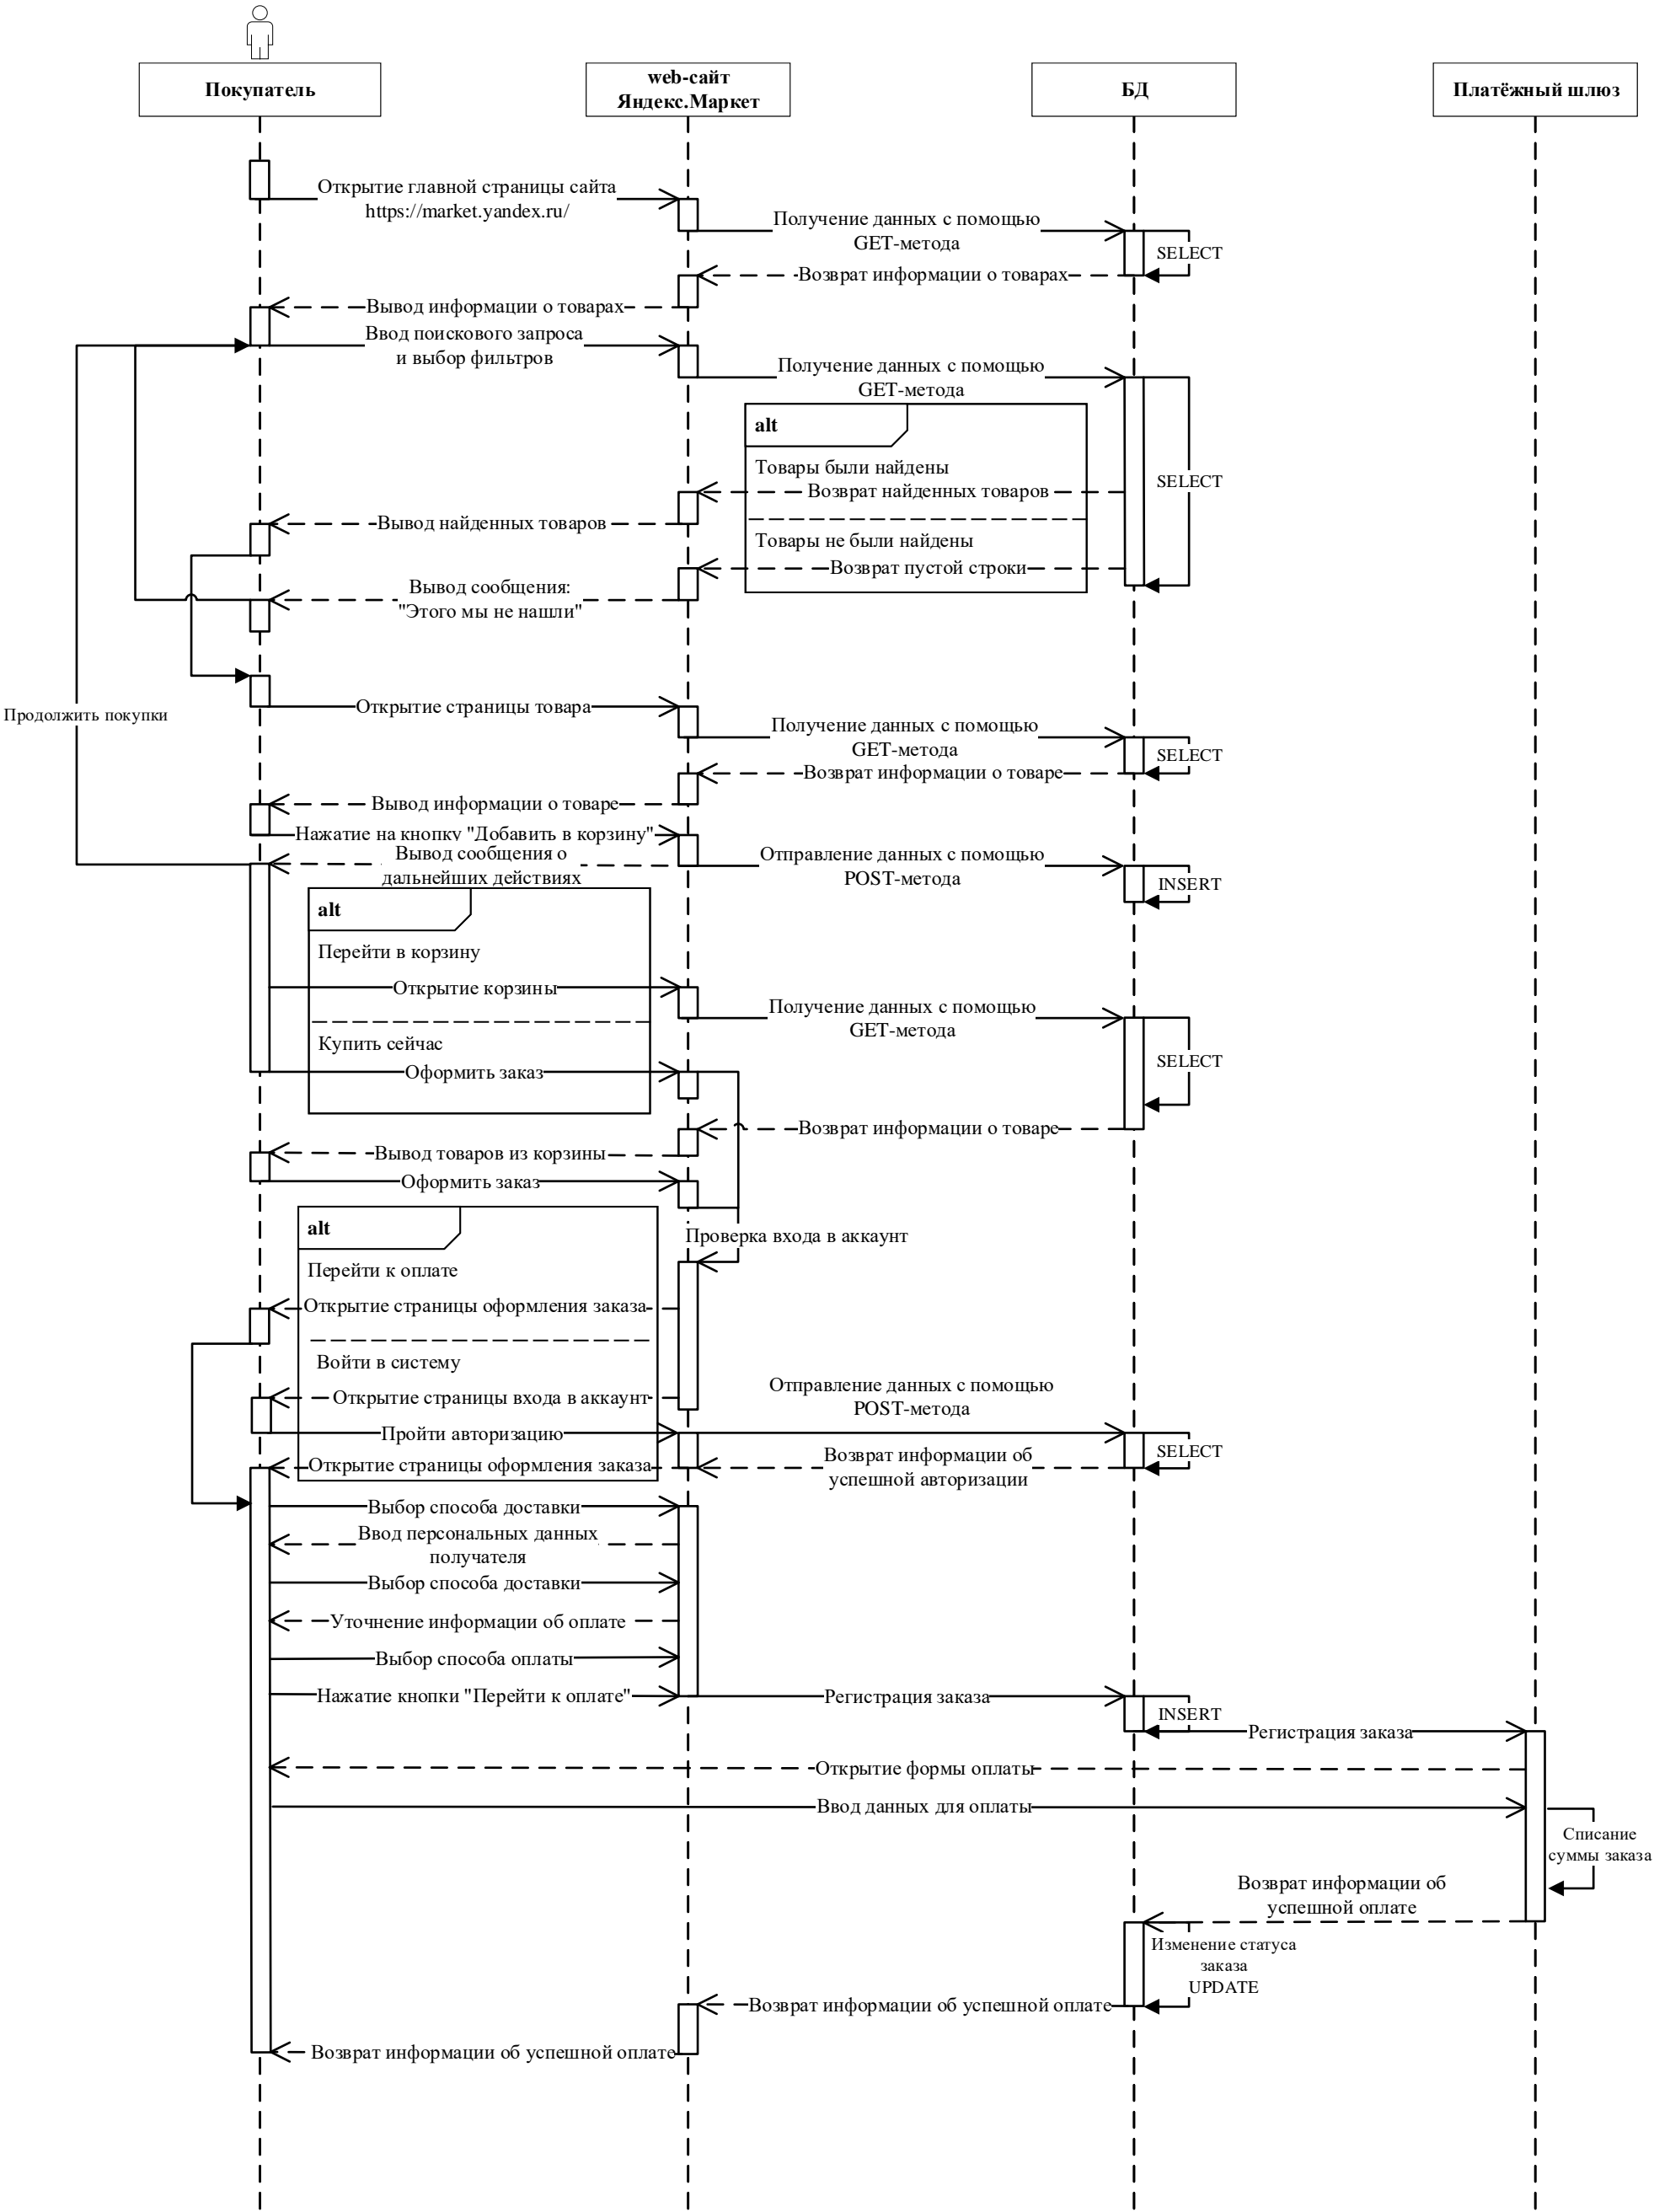 Покупатель
web-сайт
Яндекс.Маркет
БД
Платёжный шлюз
Открытие главной страницы сайта
https://market.yandex.ru/
Получение данных с помощью
GET-метода
SELECT
Возврат информации о товарах
Вывод информации о товарах
Ввод поискового запроса
и выбор фильтров
Получение данных с помощью
GET-метода
alt
Товары были найдены
SELECT
Возврат найденных товаров
Вывод найденных товаров
Товары не были найдены
Возврат пустой строки
Вывод сообщения:
"Этого мы не нашли"
Продолжить покупки
Открытие страницы товара
Получение данных с помощью
GET-метода
SELECT
Возврат информации о товаре
Вывод информации о товаре
Нажатие на кнопку "Добавить в корзину"
Вывод сообщения о
дальнейших действиях
Отправление данных с помощью
POST-метода
INSERT
alt
Перейти в корзину
Открытие корзины
Получение данных с помощью
GET-метода
Купить сейчас
SELECT
Оформить заказ
Возврат информации о товаре
Вывод товаров из корзины
Оформить заказ
alt
Проверка входа в аккаунт
Перейти к оплате
Открытие страницы оформления заказа
Войти в систему
Открытие страницы входа в аккаунт
Отправление данных с помощью
POST-метода
Пройти авторизацию
SELECT
Открытие страницы оформления заказа
Возврат информации об
успешной авторизации
Выбор способа доставки
Ввод персональных данных
получателя
Выбор способа доставки
Уточнение информации об оплате
Выбор способа оплаты
Нажатие кнопки "Перейти к оплате"
Регистрация заказа
INSERT
Регистрация заказа
Открытие формы оплаты
Ввод данных для оплаты
Списание
суммы заказа
Возврат информации об
успешной оплате
Изменение статуса
заказа
UPDATE
Возврат информации об успешной оплате
Возврат информации об успешной оплате